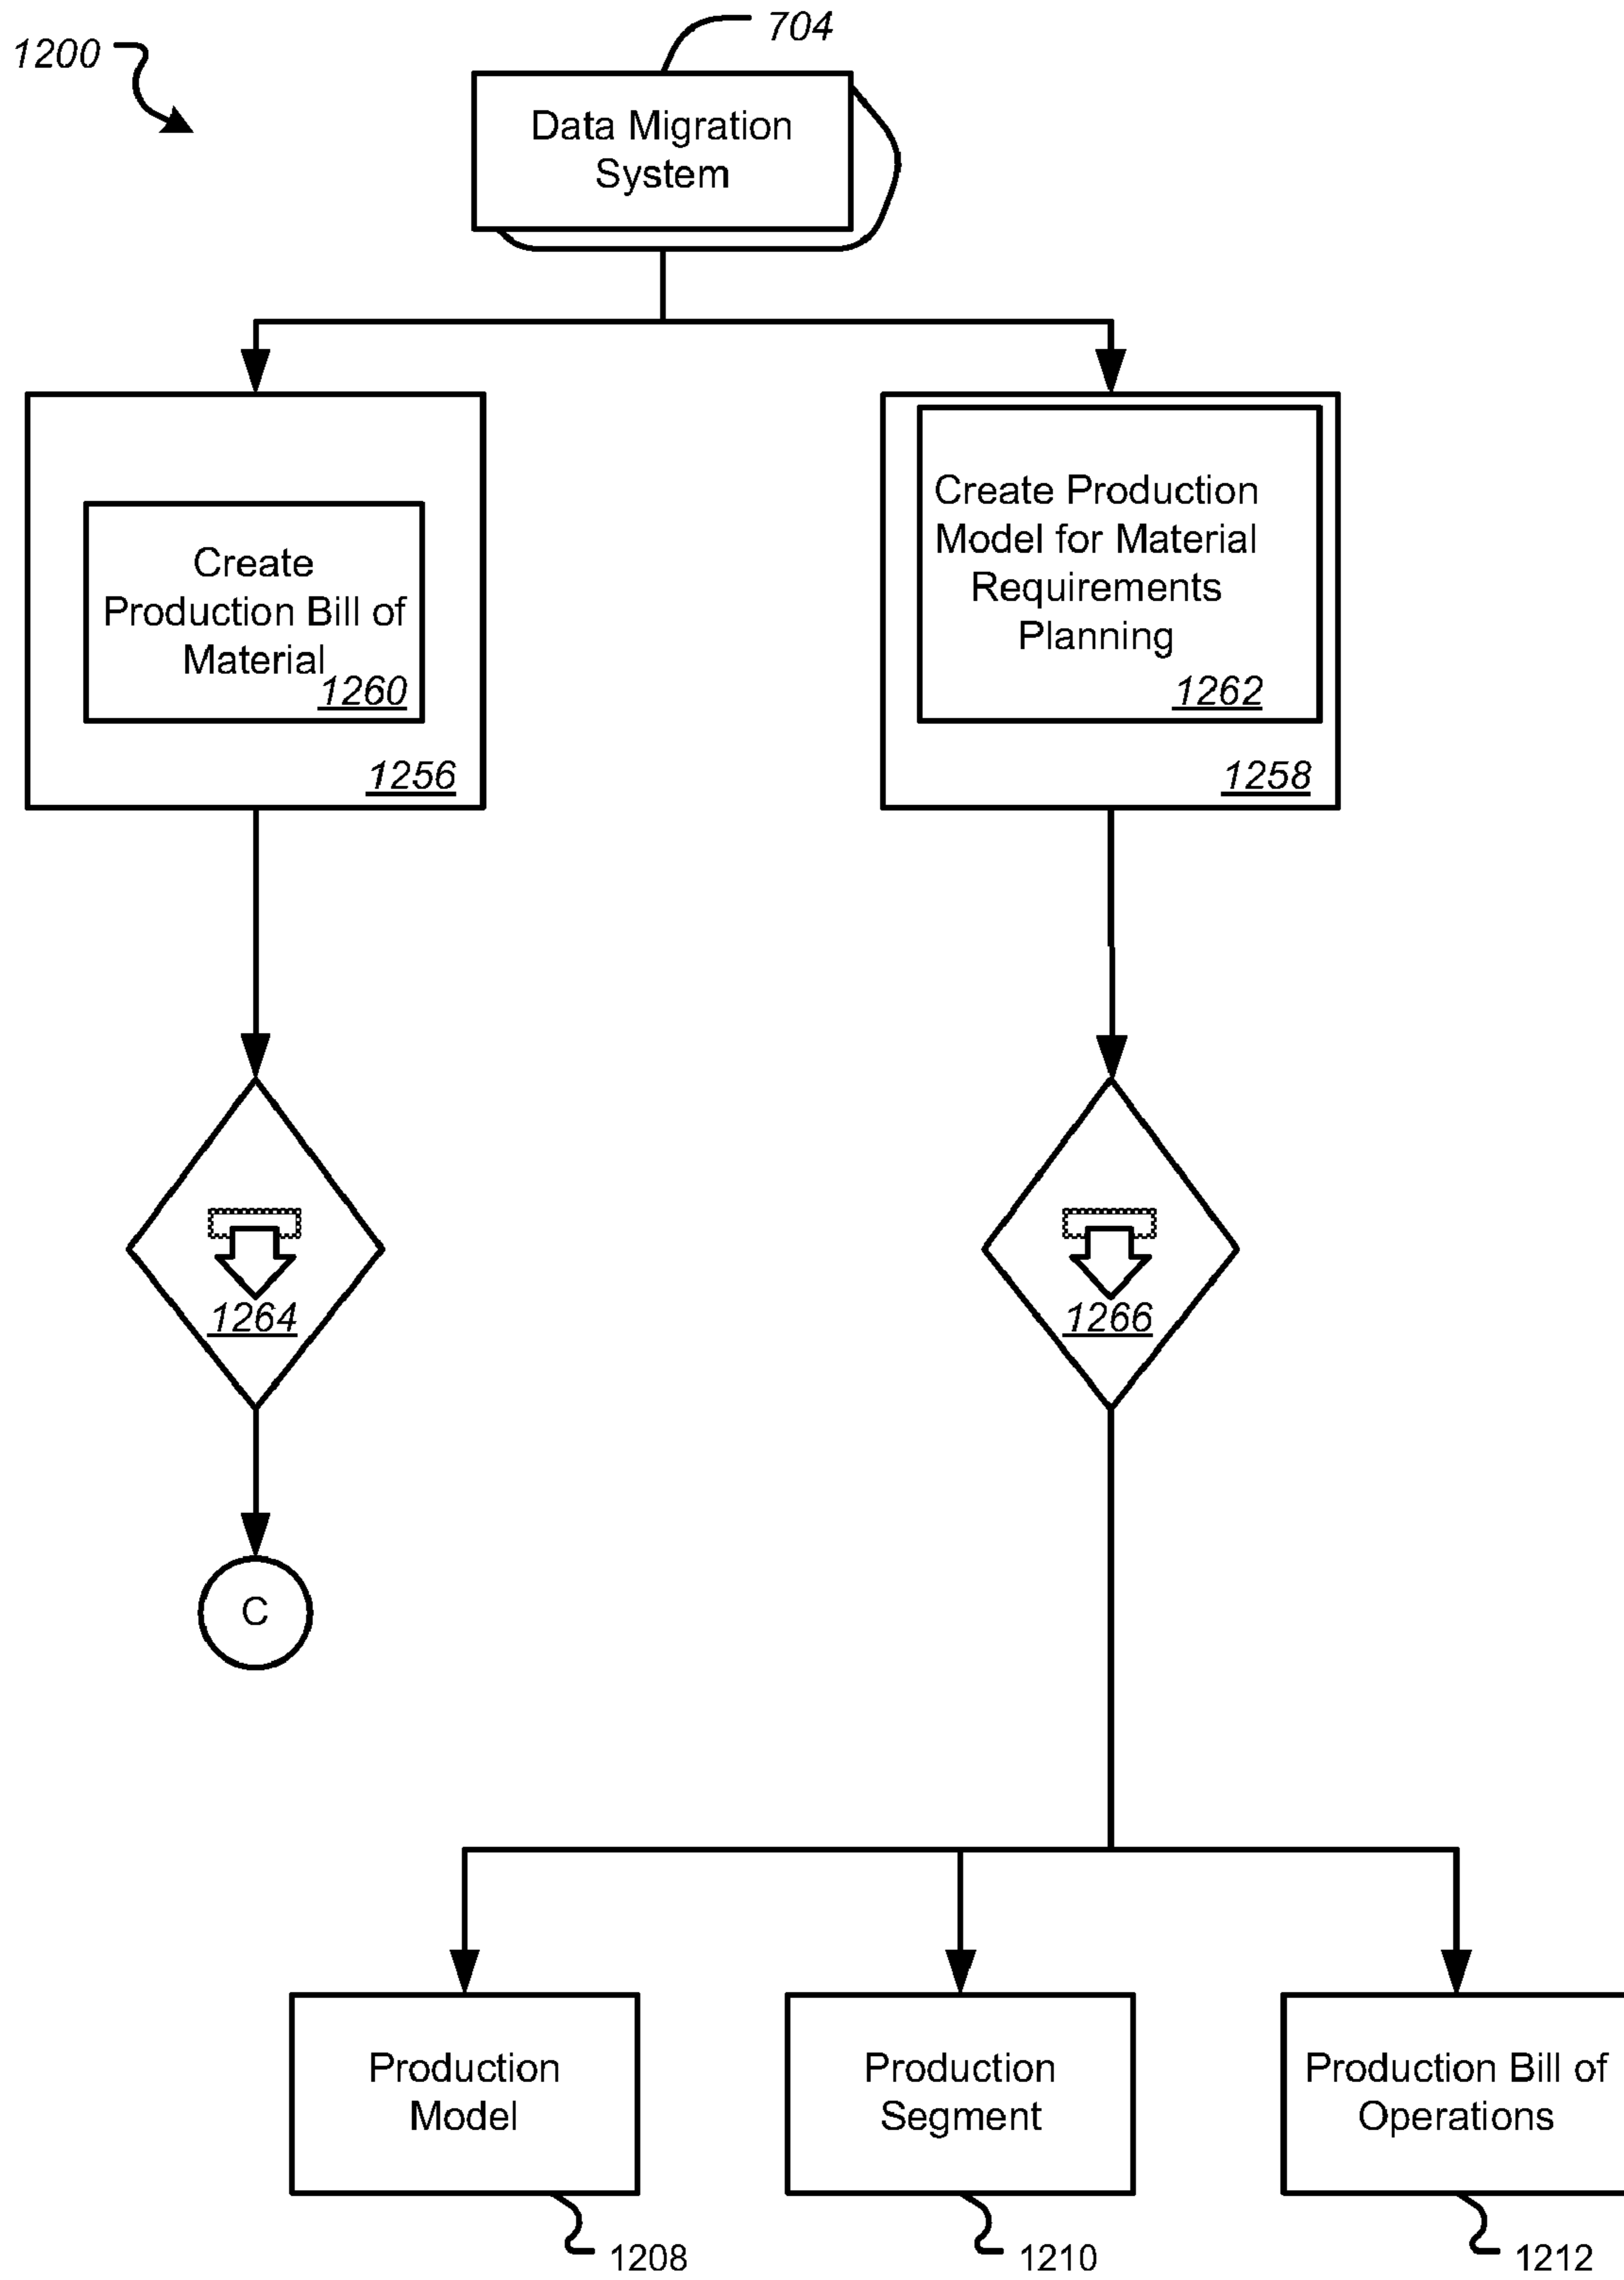 704
1200
Data Migration
System
Create
Production Bill of
Material
1260
1256
Create Production
Model for Material
Requirements
Planning
1262
1258
1264
1266
C
Production
Model
1208
Production
Segment
1210
Production Bill of
Operations
1212